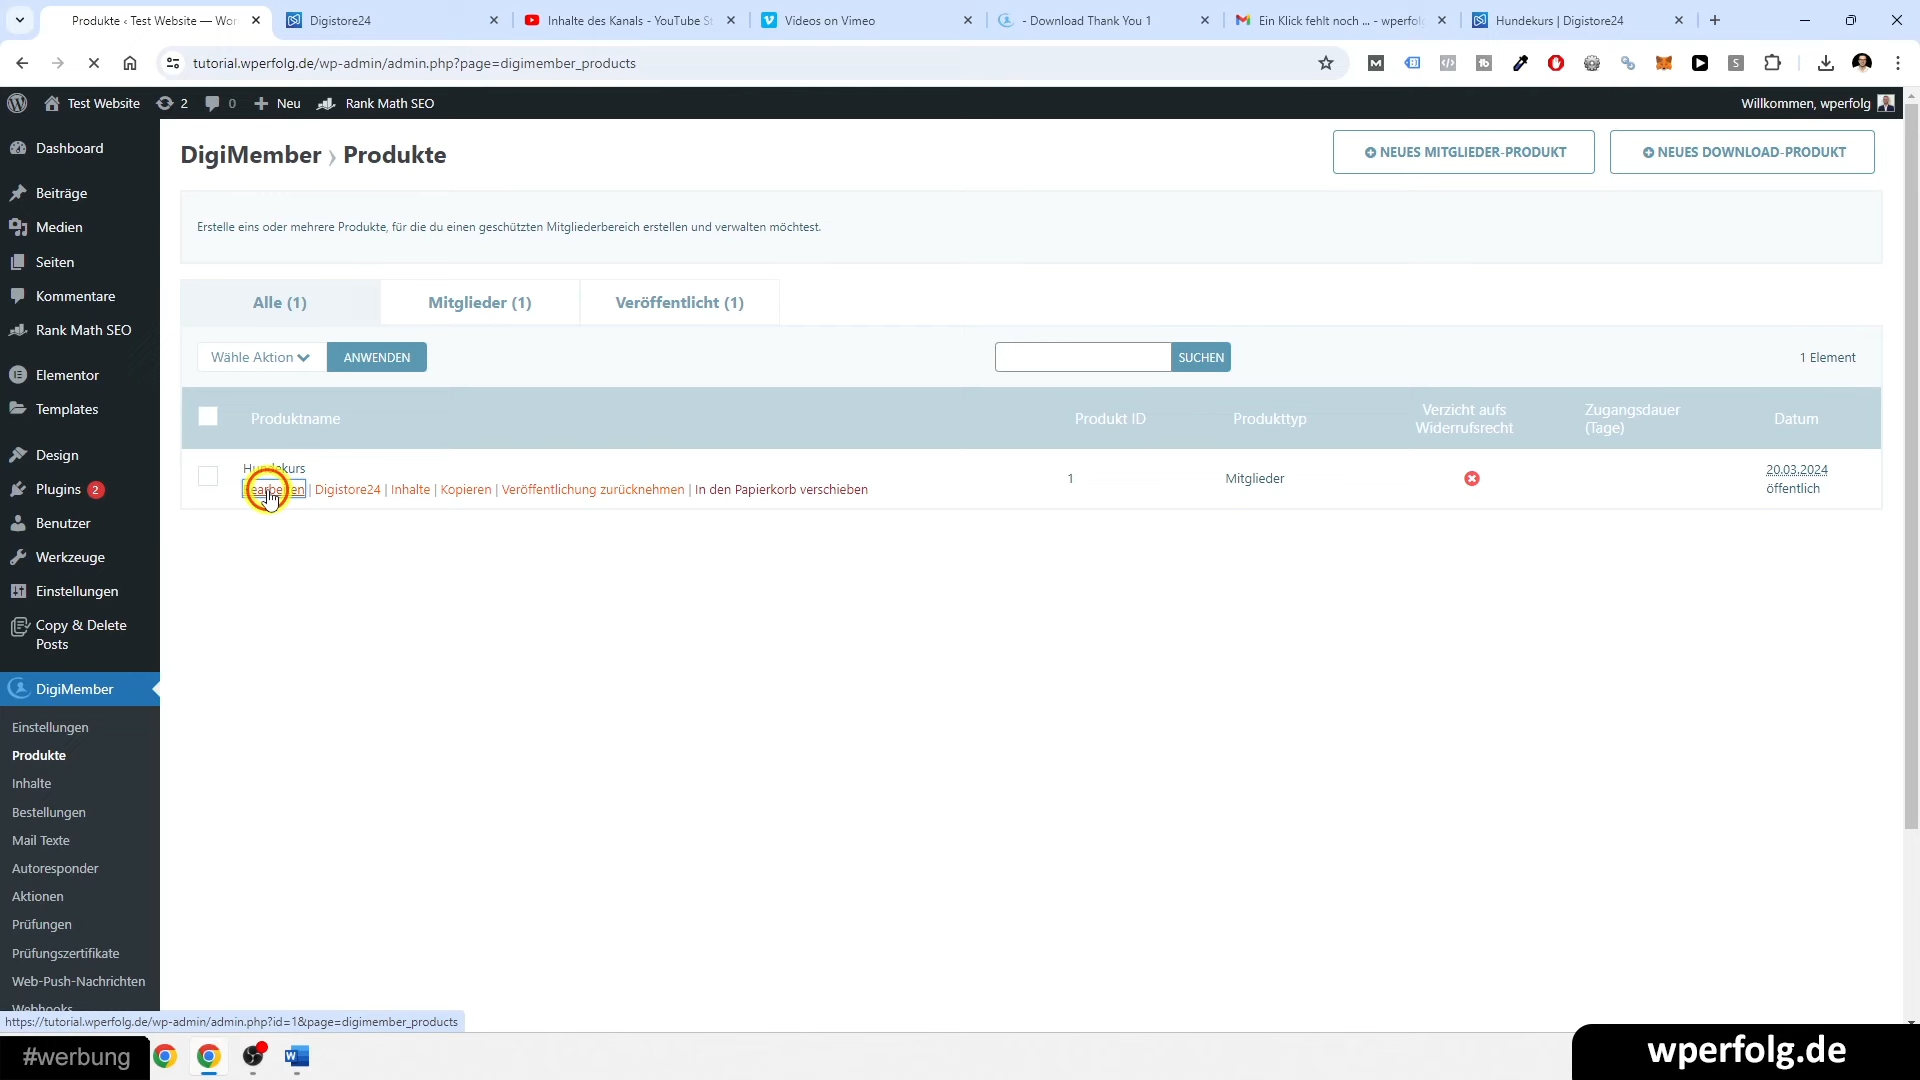 Produkte ‹ Test Website — Wor
Digistore24
Inhalte des Kanals - YouTube St
Videos on Vimeo
- Download Thank You 1
Ein Klick fehlt noch ... - wperfolg
Hundekurs | Digistore24
tutorial.wperfolg.de/wp-admin/admin.php?page=digimember_products
Test Website
2
0
Neu
Rank Math SEO
Willkommen, wperfolg
Dashboard
Beiträge
Medien
Seiten
Kommentare
Rank Math SEO
Elementor
Templates
Design
Plugins 2
Benutzer
Werkzeuge
Einstellungen
Copy & Delete
Posts
DigiMember
Einstellungen
Produkte
Inhalte
Bestellungen
Mail Texte
Autoresponder
Aktionen
Prüfungen
Prüfungszertifikate
Web-Push-Nachrichten
Webhooks
DigiMember › Produkte
NEUES MITGLIEDER-PRODUKT
NEUES DOWNLOAD-PRODUKT
Erstelle eins oder mehrere Produkte, für die du einen geschützten Mitgliederbereich erstellen und verwalten möchtest.
Alle (1)
Mitglieder (1)
Veröffentlicht (1)
Wähle Aktion
ANWENDEN
SUCHEN
1 Element
Produktname
Produkt ID
Produkttyp
Verzicht aufs
Widerrufsrecht
Zugangsdauer
(Tage)
Datum
Hundekurs
Bearbeiten | Digistore24 | Inhalte | Kopieren | Veröffentlichung zurücknehmen | In den Papierkorb verschieben
1
Mitglieder
20.03.2024
öffentlich
https://tutorial.wperfolg.de/wp-admin/admin.php?id=1&page=digimember_products
#werbung
wperfolg.de